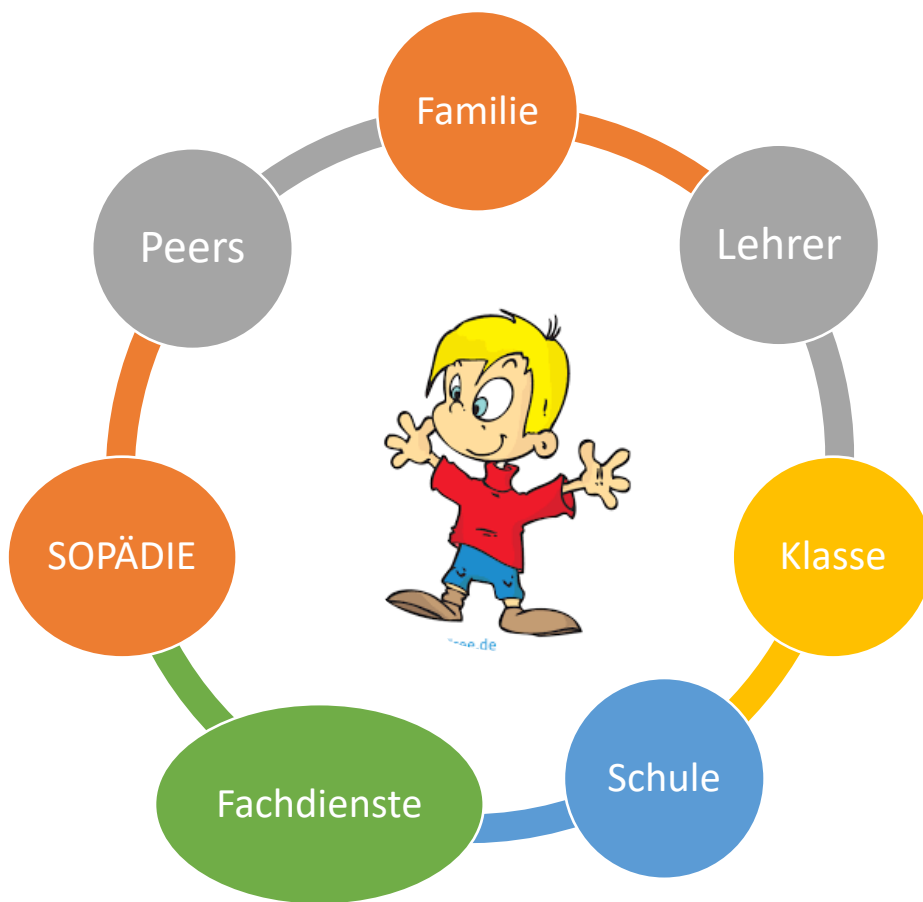 Familie
Lehrer
Klasse
Schule
Fachdienste
SOPÄDIE
Peers